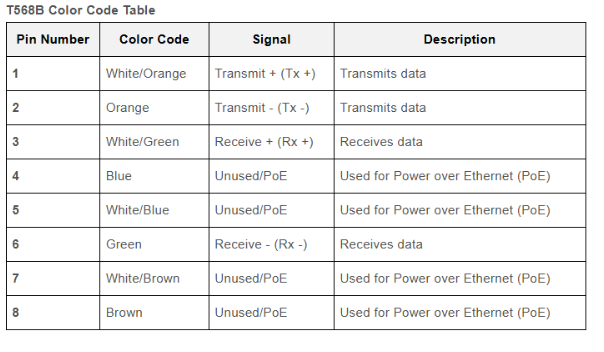 T568B Color Code Table
Pin Number Color Code Signal Description
1 White/Orange Transmit + (Tx +) Transmits data
2 Orange Transmit - (Tx -) Transmits data
3 White/Green Receive + (Rx +) Receives data
4 Blue Unused/PoE Used for Power over Ethernet (PoE)
5 White/Blue Unused/PoE Used for Power over Ethernet (PoE)
6 Green Receive - (Rx -) Receives data
7 White/Brown Unused/PoE Used for Power over Ethernet (PoE)
8 Brown Unused/PoE Used for Power over Ethernet (PoE)